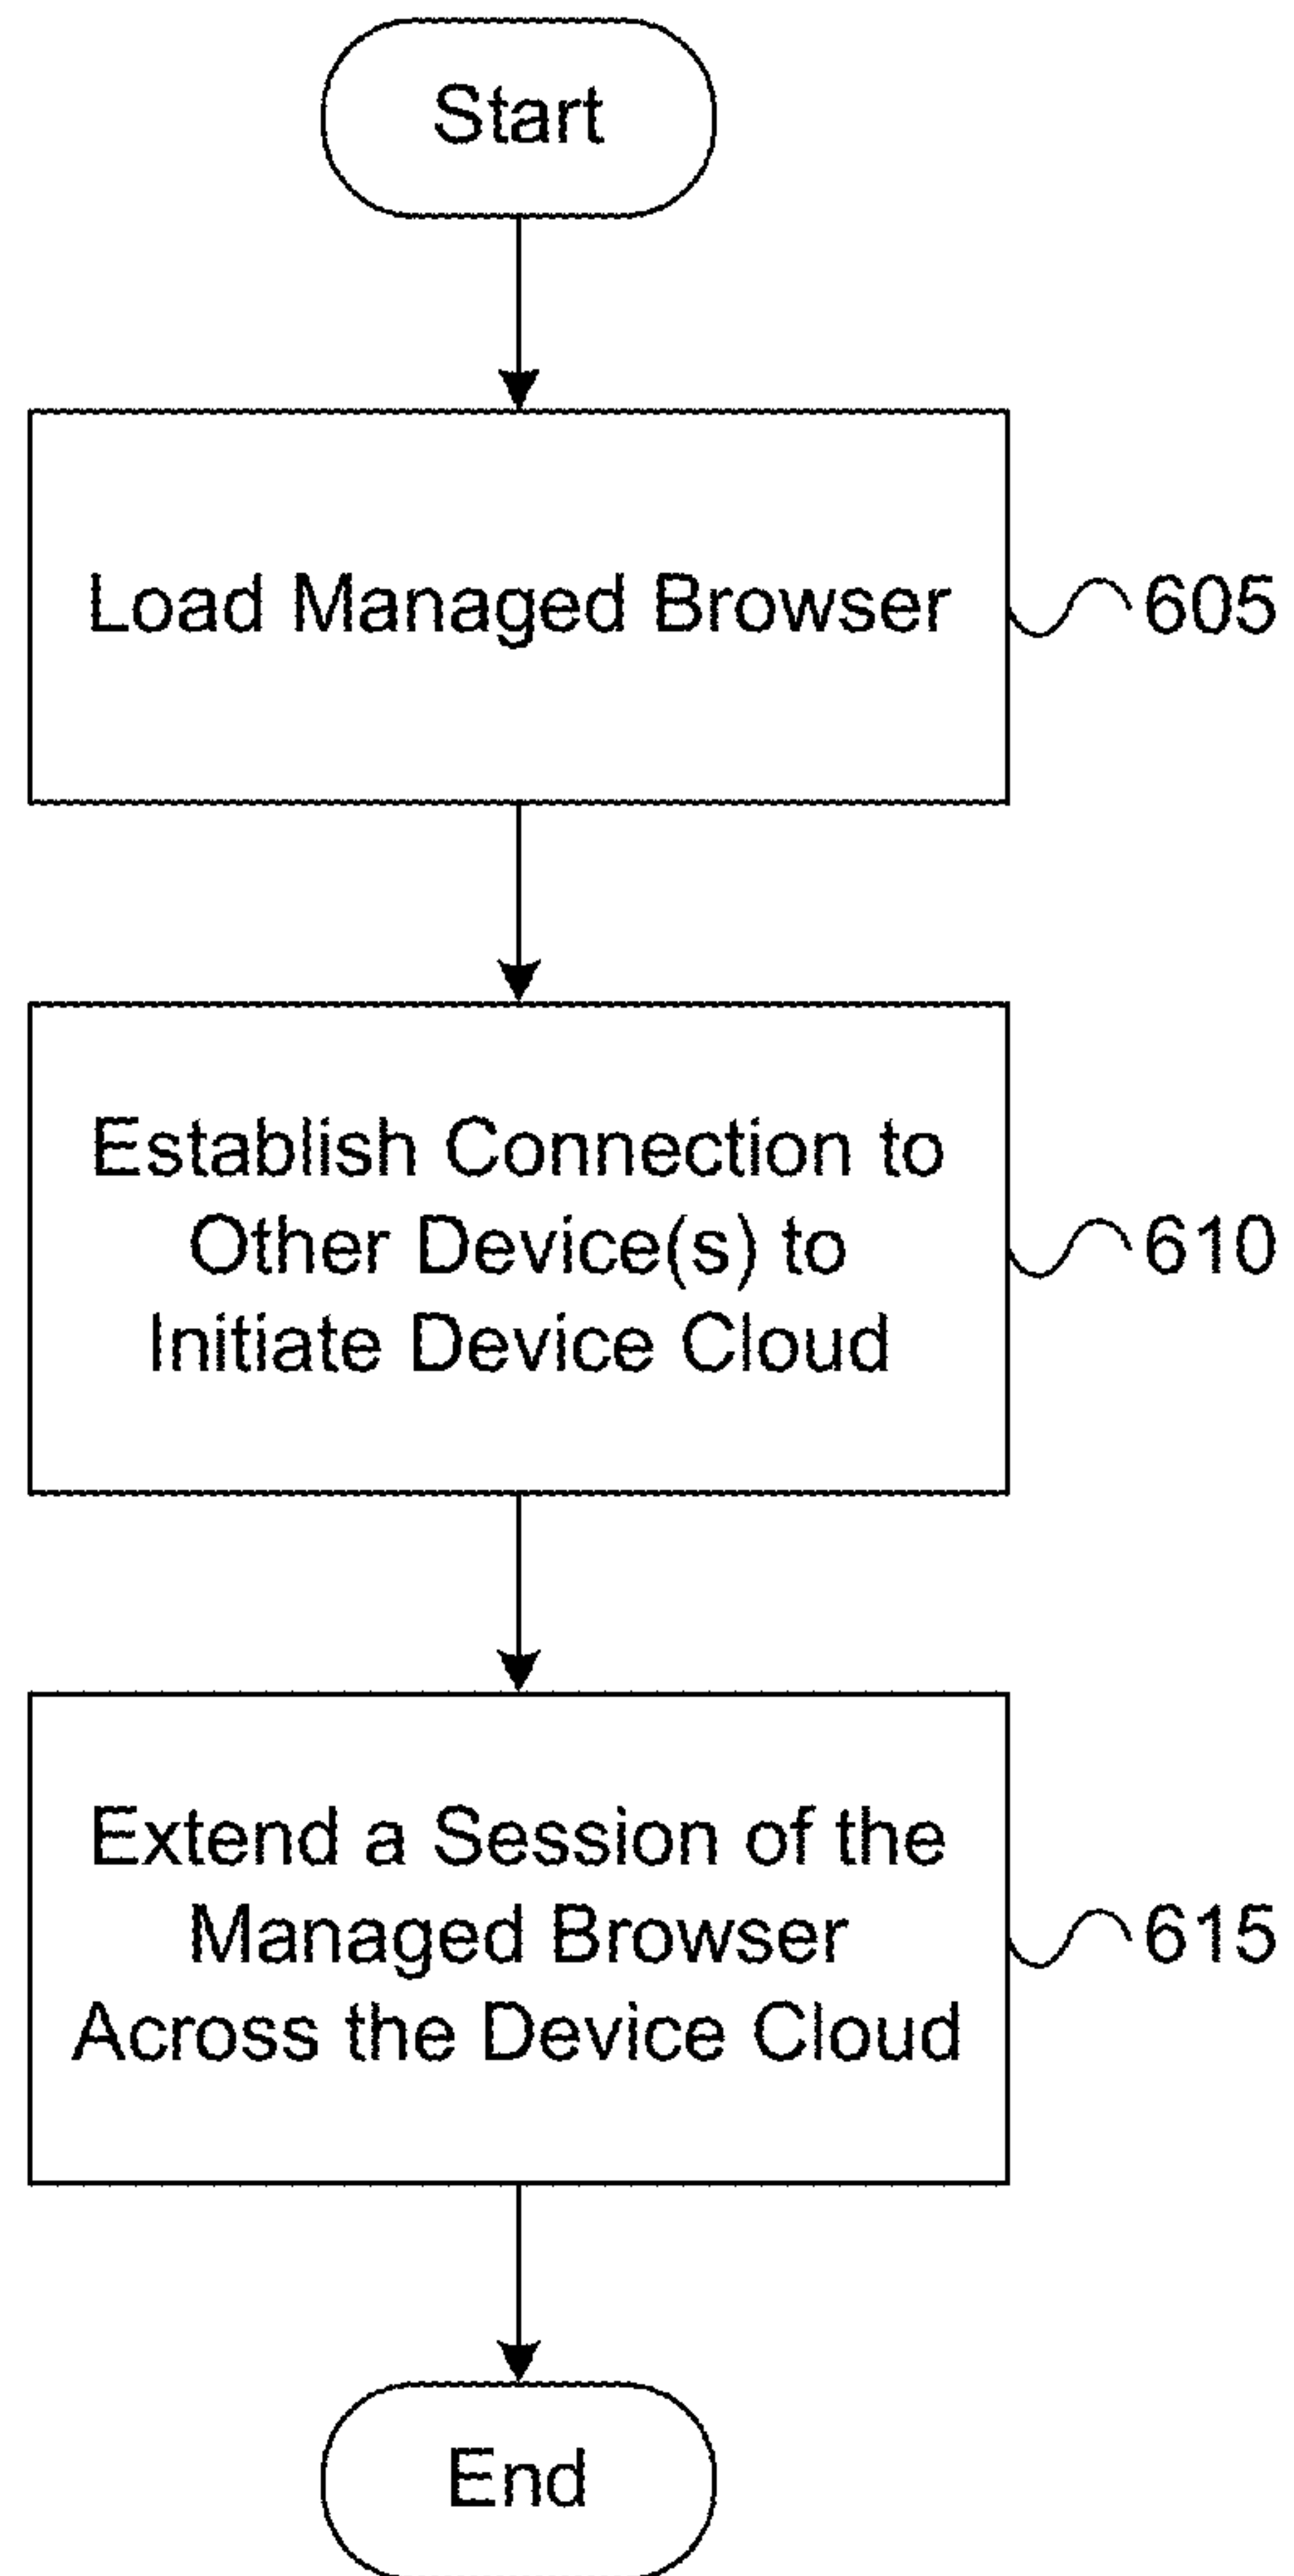 Start
Load Managed Browser
605
Establish Connection to
Other Device(s) to
Initiate Device Cloud
610
Extend a Session of the
Managed Browser
Across the Device Cloud
615
End